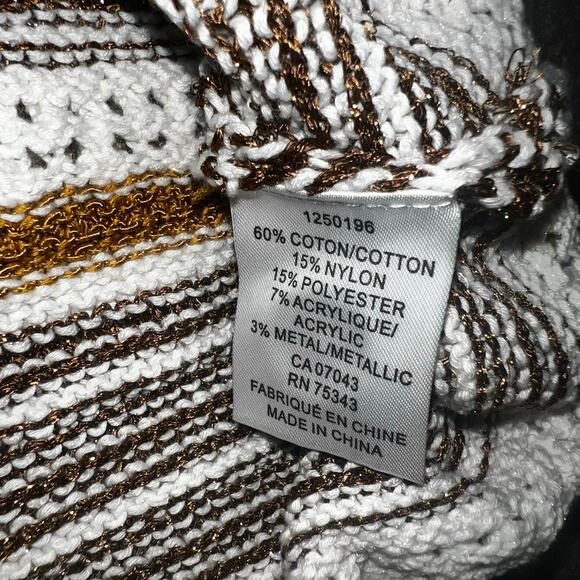 1250196
60% COTON/COTTON
15% NYLON
15% POLYESTER
7% ACRYLIQUE/
ACRYLIC
3% METAL/METALLIC
CA 07043
RN 75343
FABRIQUÉ EN CHINE
MADE IN CHINA